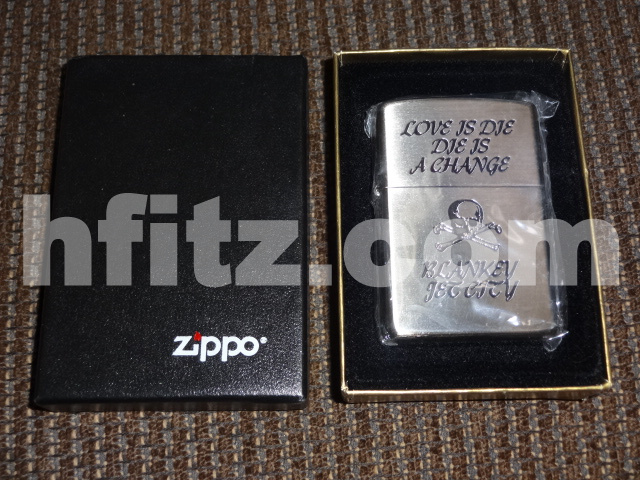 LOVE IS DIE
DIE IS
A CHANGE
hfitz.com
BLANKEY
JET CITY
zippo®